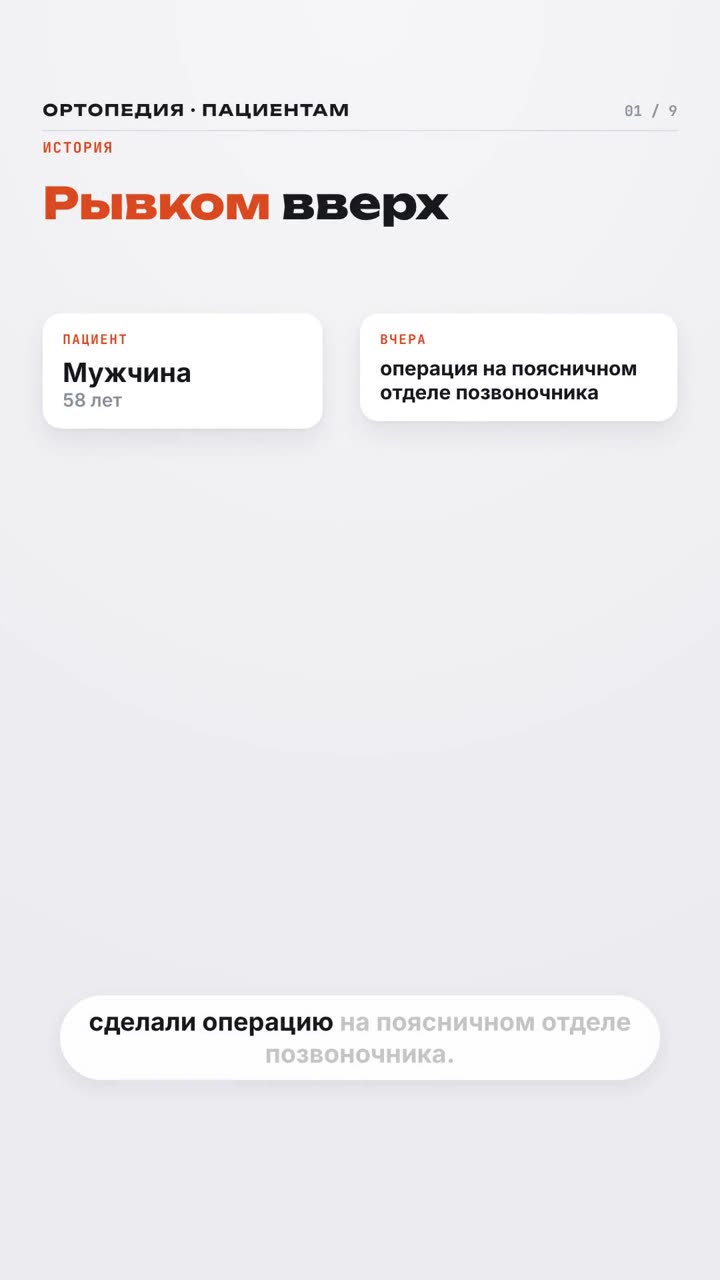 ОРТОПЕДИЯ · ПАЦИЕНТАМ
01 / 9
ИСТОРИЯ
Рывком вверх
ПАЦИЕНТ
Мужчина
58 лет
ВЧЕРА
операция на поясничном
отделе позвоночника
сделали операцию на поясничном отделе
позвоночника.